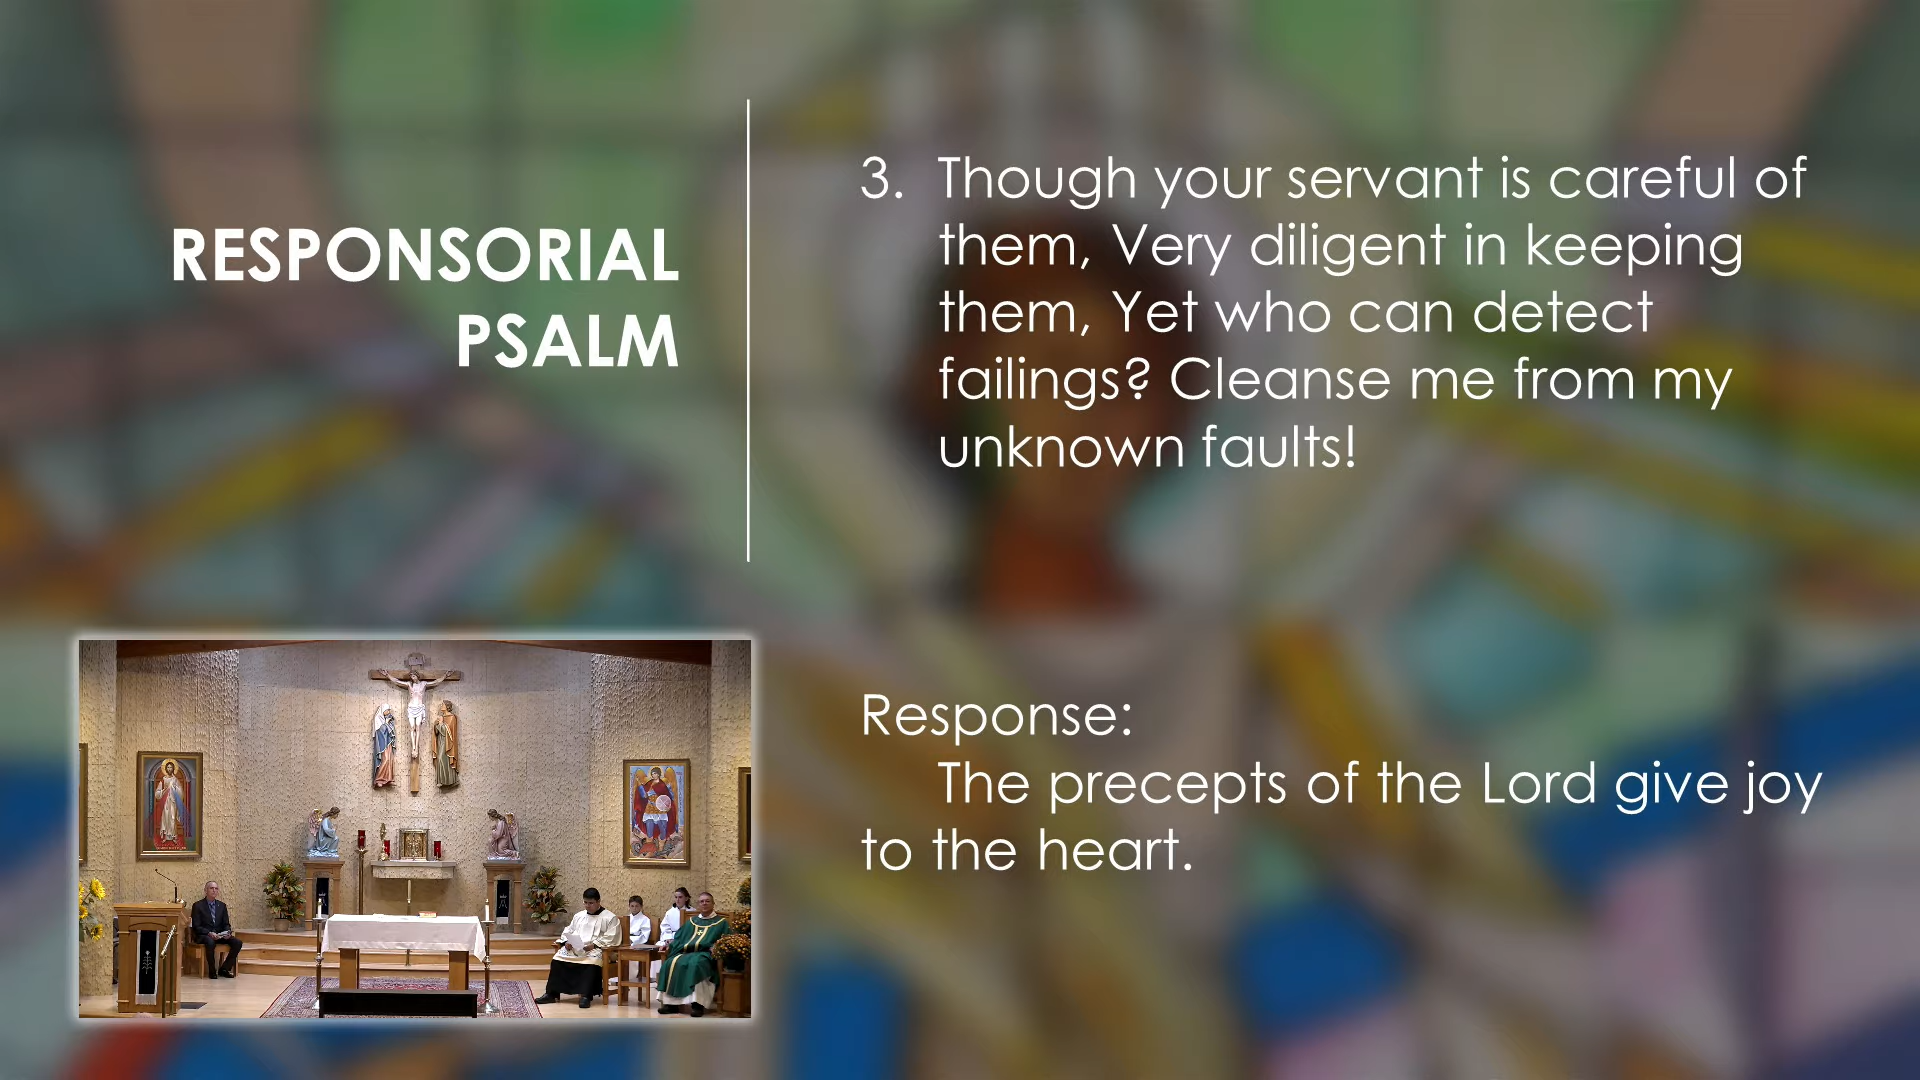 RESPONSORIAL
PSALM
3. Though your servant is careful of
them, Very diligent in keeping
them, Yet who can detect
failings? Cleanse me from my
unknown faults!
Response:
The precepts of the Lord give joy
to the heart.